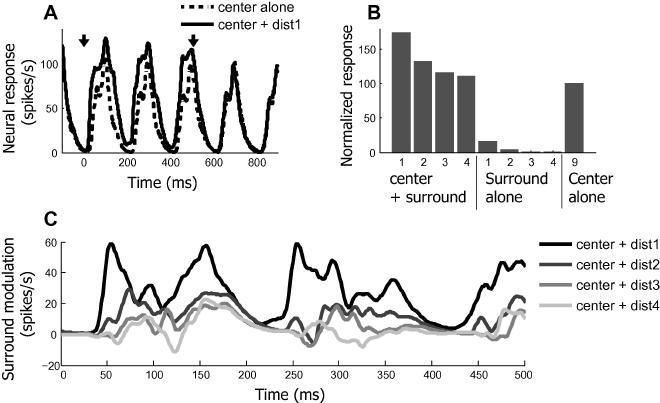 A
center alone
center + dist1
Neural response
(spikes/s)
100
50
0
0
200
400
600
800
Time (ms)
B
Normalized response
150
100
50
0
1 2 3 4 1 2 3 4 9
center
+ surround
Surround
alone
Center
alone
C
Surround modulation
(spikes/s)
60
40
20
0
−20
0 50 100 150 200 250 300 350 400 450 500
Time (ms)
center + dist1
center + dist2
center + dist3
center + dist4